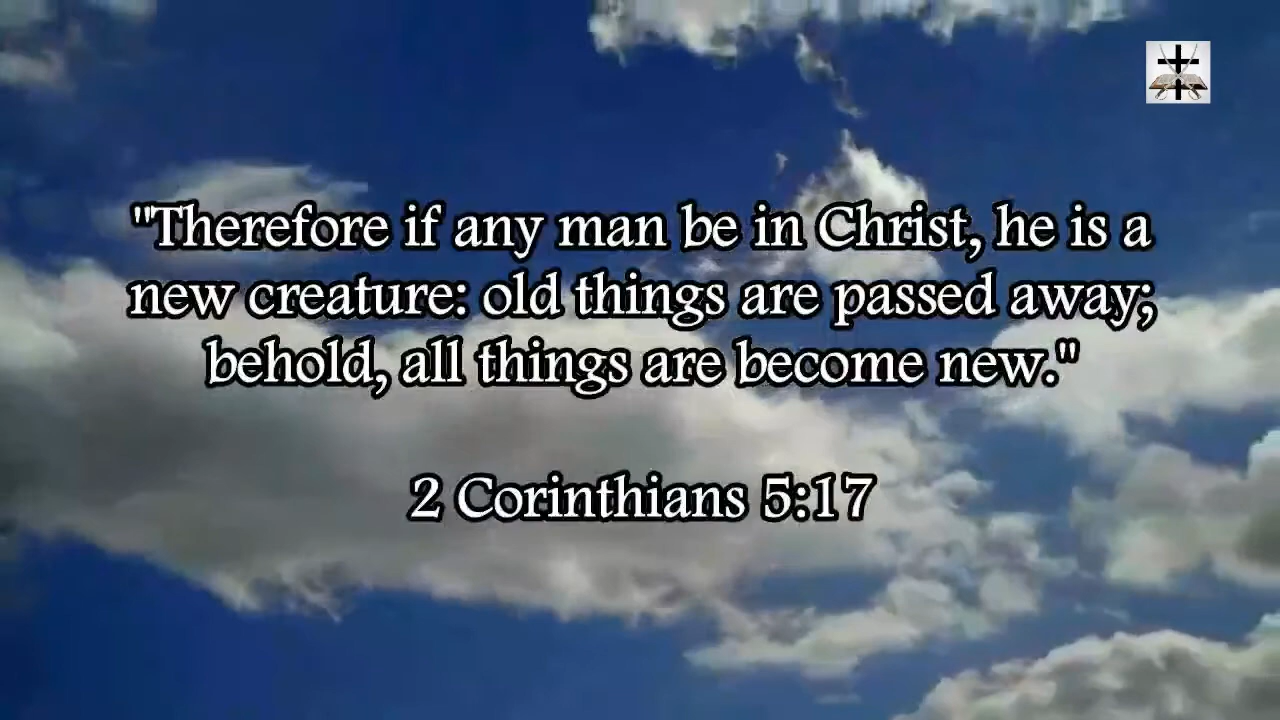 "Therefore if any man be in Christ, he is a
new creature: old things are passed away;
behold, all things are become new."
2 Corinthians 5:17